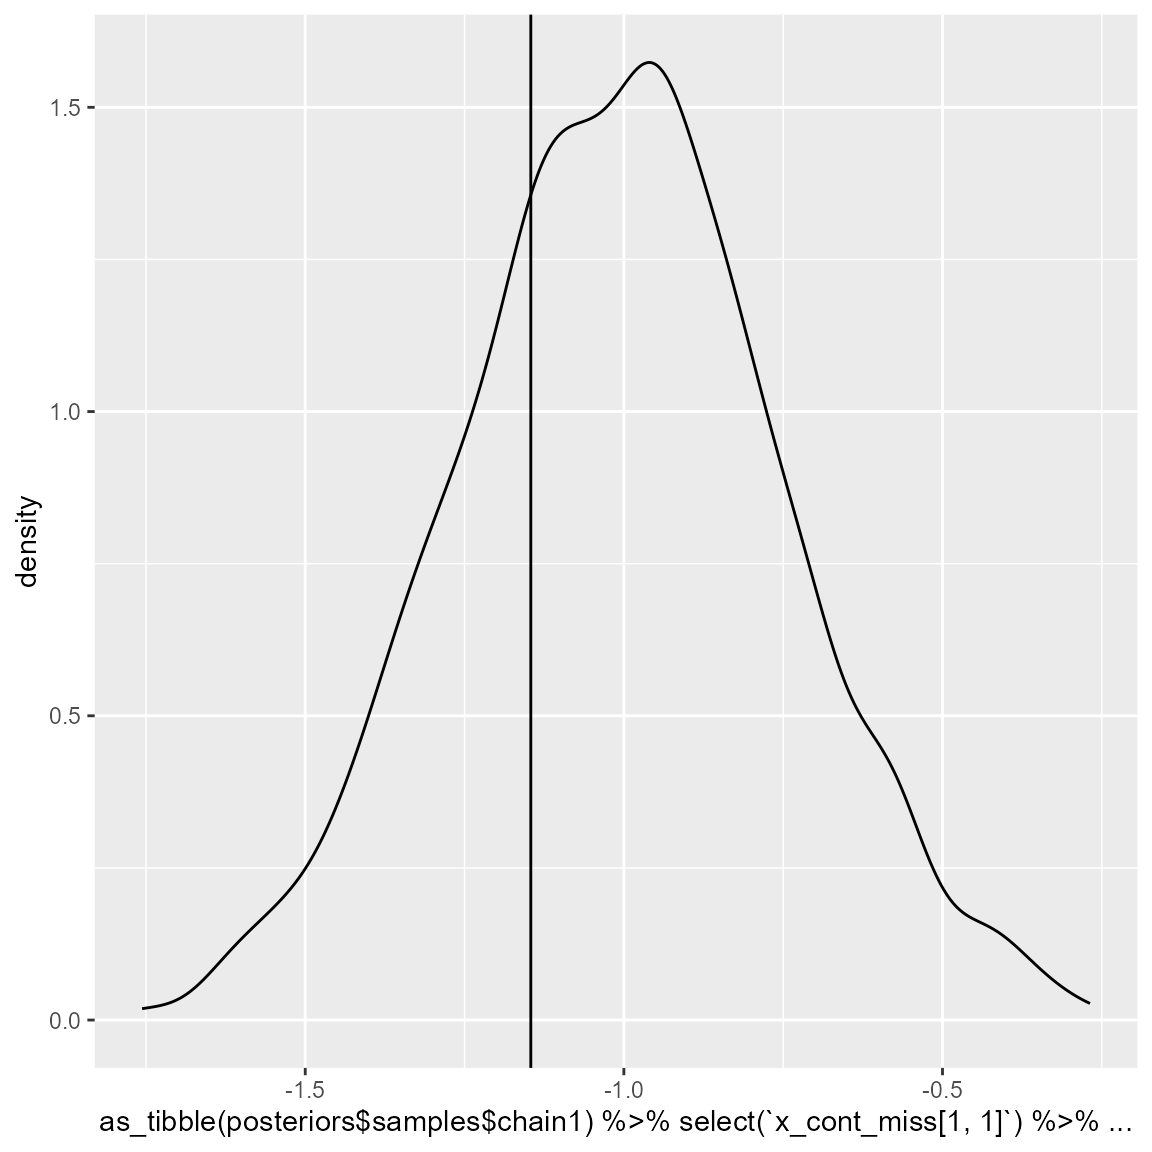 1.5
1.0
0.5
0.0
density
-1.5 -1.0 -0.5
as_tibble(posteriors$samples$chain1) %>% select(`x_cont_miss[1, 1]`) %>% ...